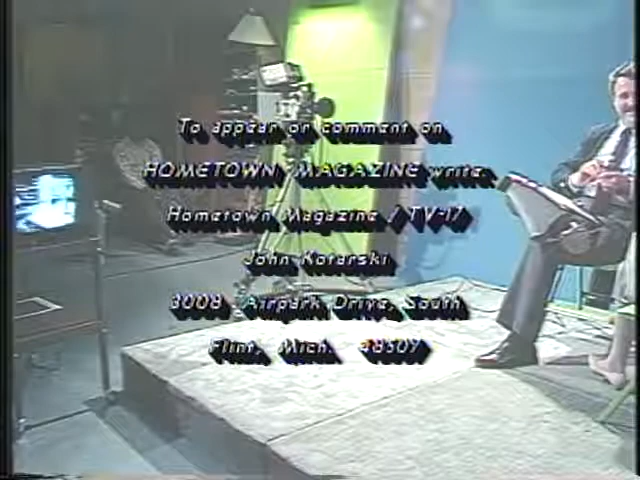 To appear or comment on
HOMETOWN MAGAZINE write:
Hometown Magazine / TV-17
John Kotarski
3008 Airpark Drive, South
Flint, Mich. 48507